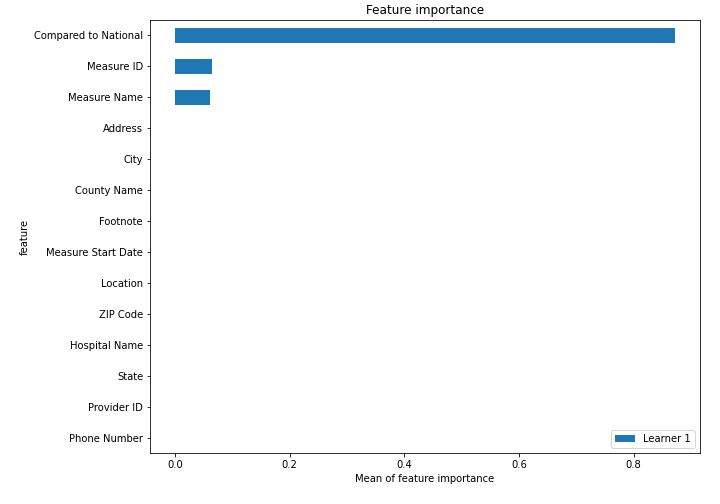 Feature importance
feature
Compared to National
Measure ID
Measure Name
Address
City
County Name
Footnote
Measure Start Date
Location
ZIP Code
Hospital Name
State
Provider ID
Phone Number
Learner 1
0.0 0.2 0.4 0.6 0.8
Mean of feature importance